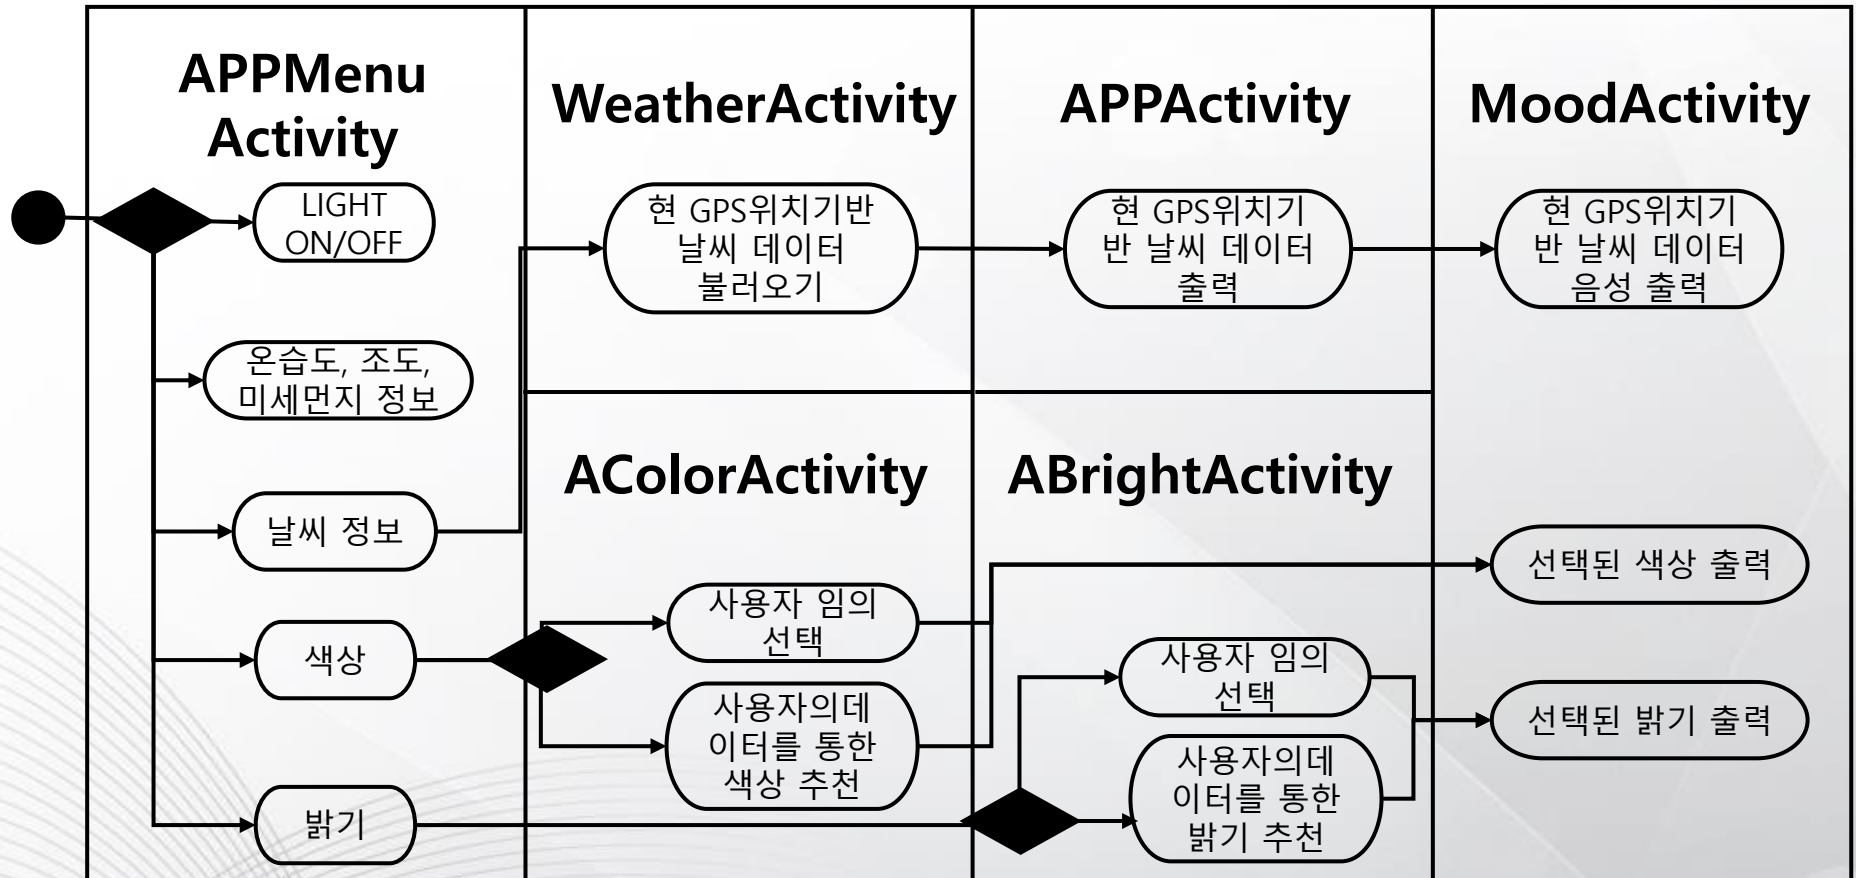 APPMenu
Activity
LIGHT
ON/OFF
온습도, 조도,
미세먼지 정보
날씨 정보
색상
밝기
WeatherActivity
현 GPS위치기반
날씨 데이터
불러오기
APPActivity
현 GPS위치기
반 날씨 데이터
출력
MoodActivity
현 GPS위치기
반 날씨 데이터
음성 출력
AColorActivity
사용자 임의
선택
사용자의데
이터를 통한
색상 추천
ABrightActivity
사용자 임의
선택
사용자의데
이터를 통한
밝기 추천
선택된 색상 출력
선택된 밝기 출력